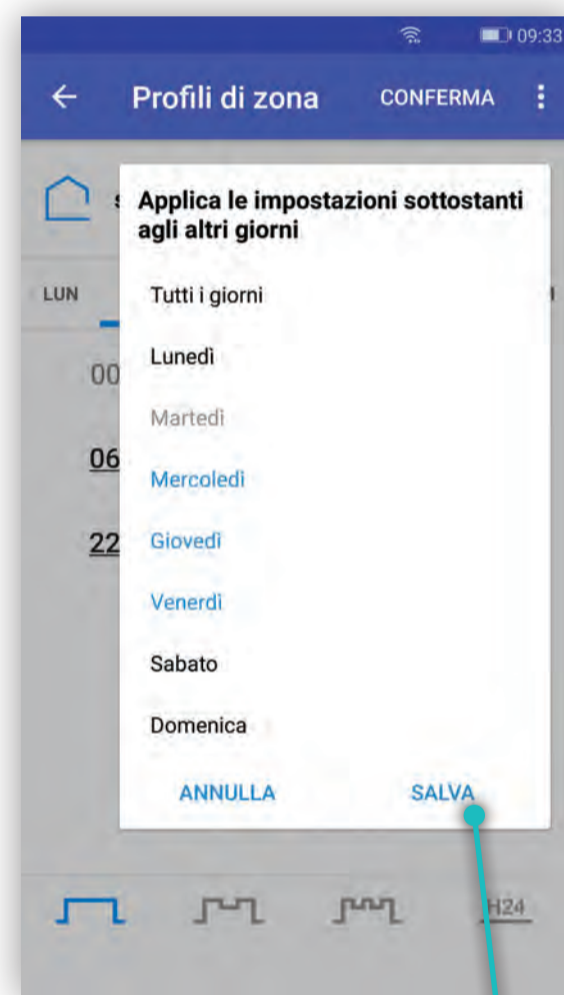 09:33
Profili di zona CONFERMA
Applica le impostazioni sottostanti
agli altri giorni
LUN
Tutti i giorni
00
Lunedì
Martedì
06
Mercoledì
22
Giovedì
Venerdì
Sabato
Domenica
ANNULLA SALVA
H24